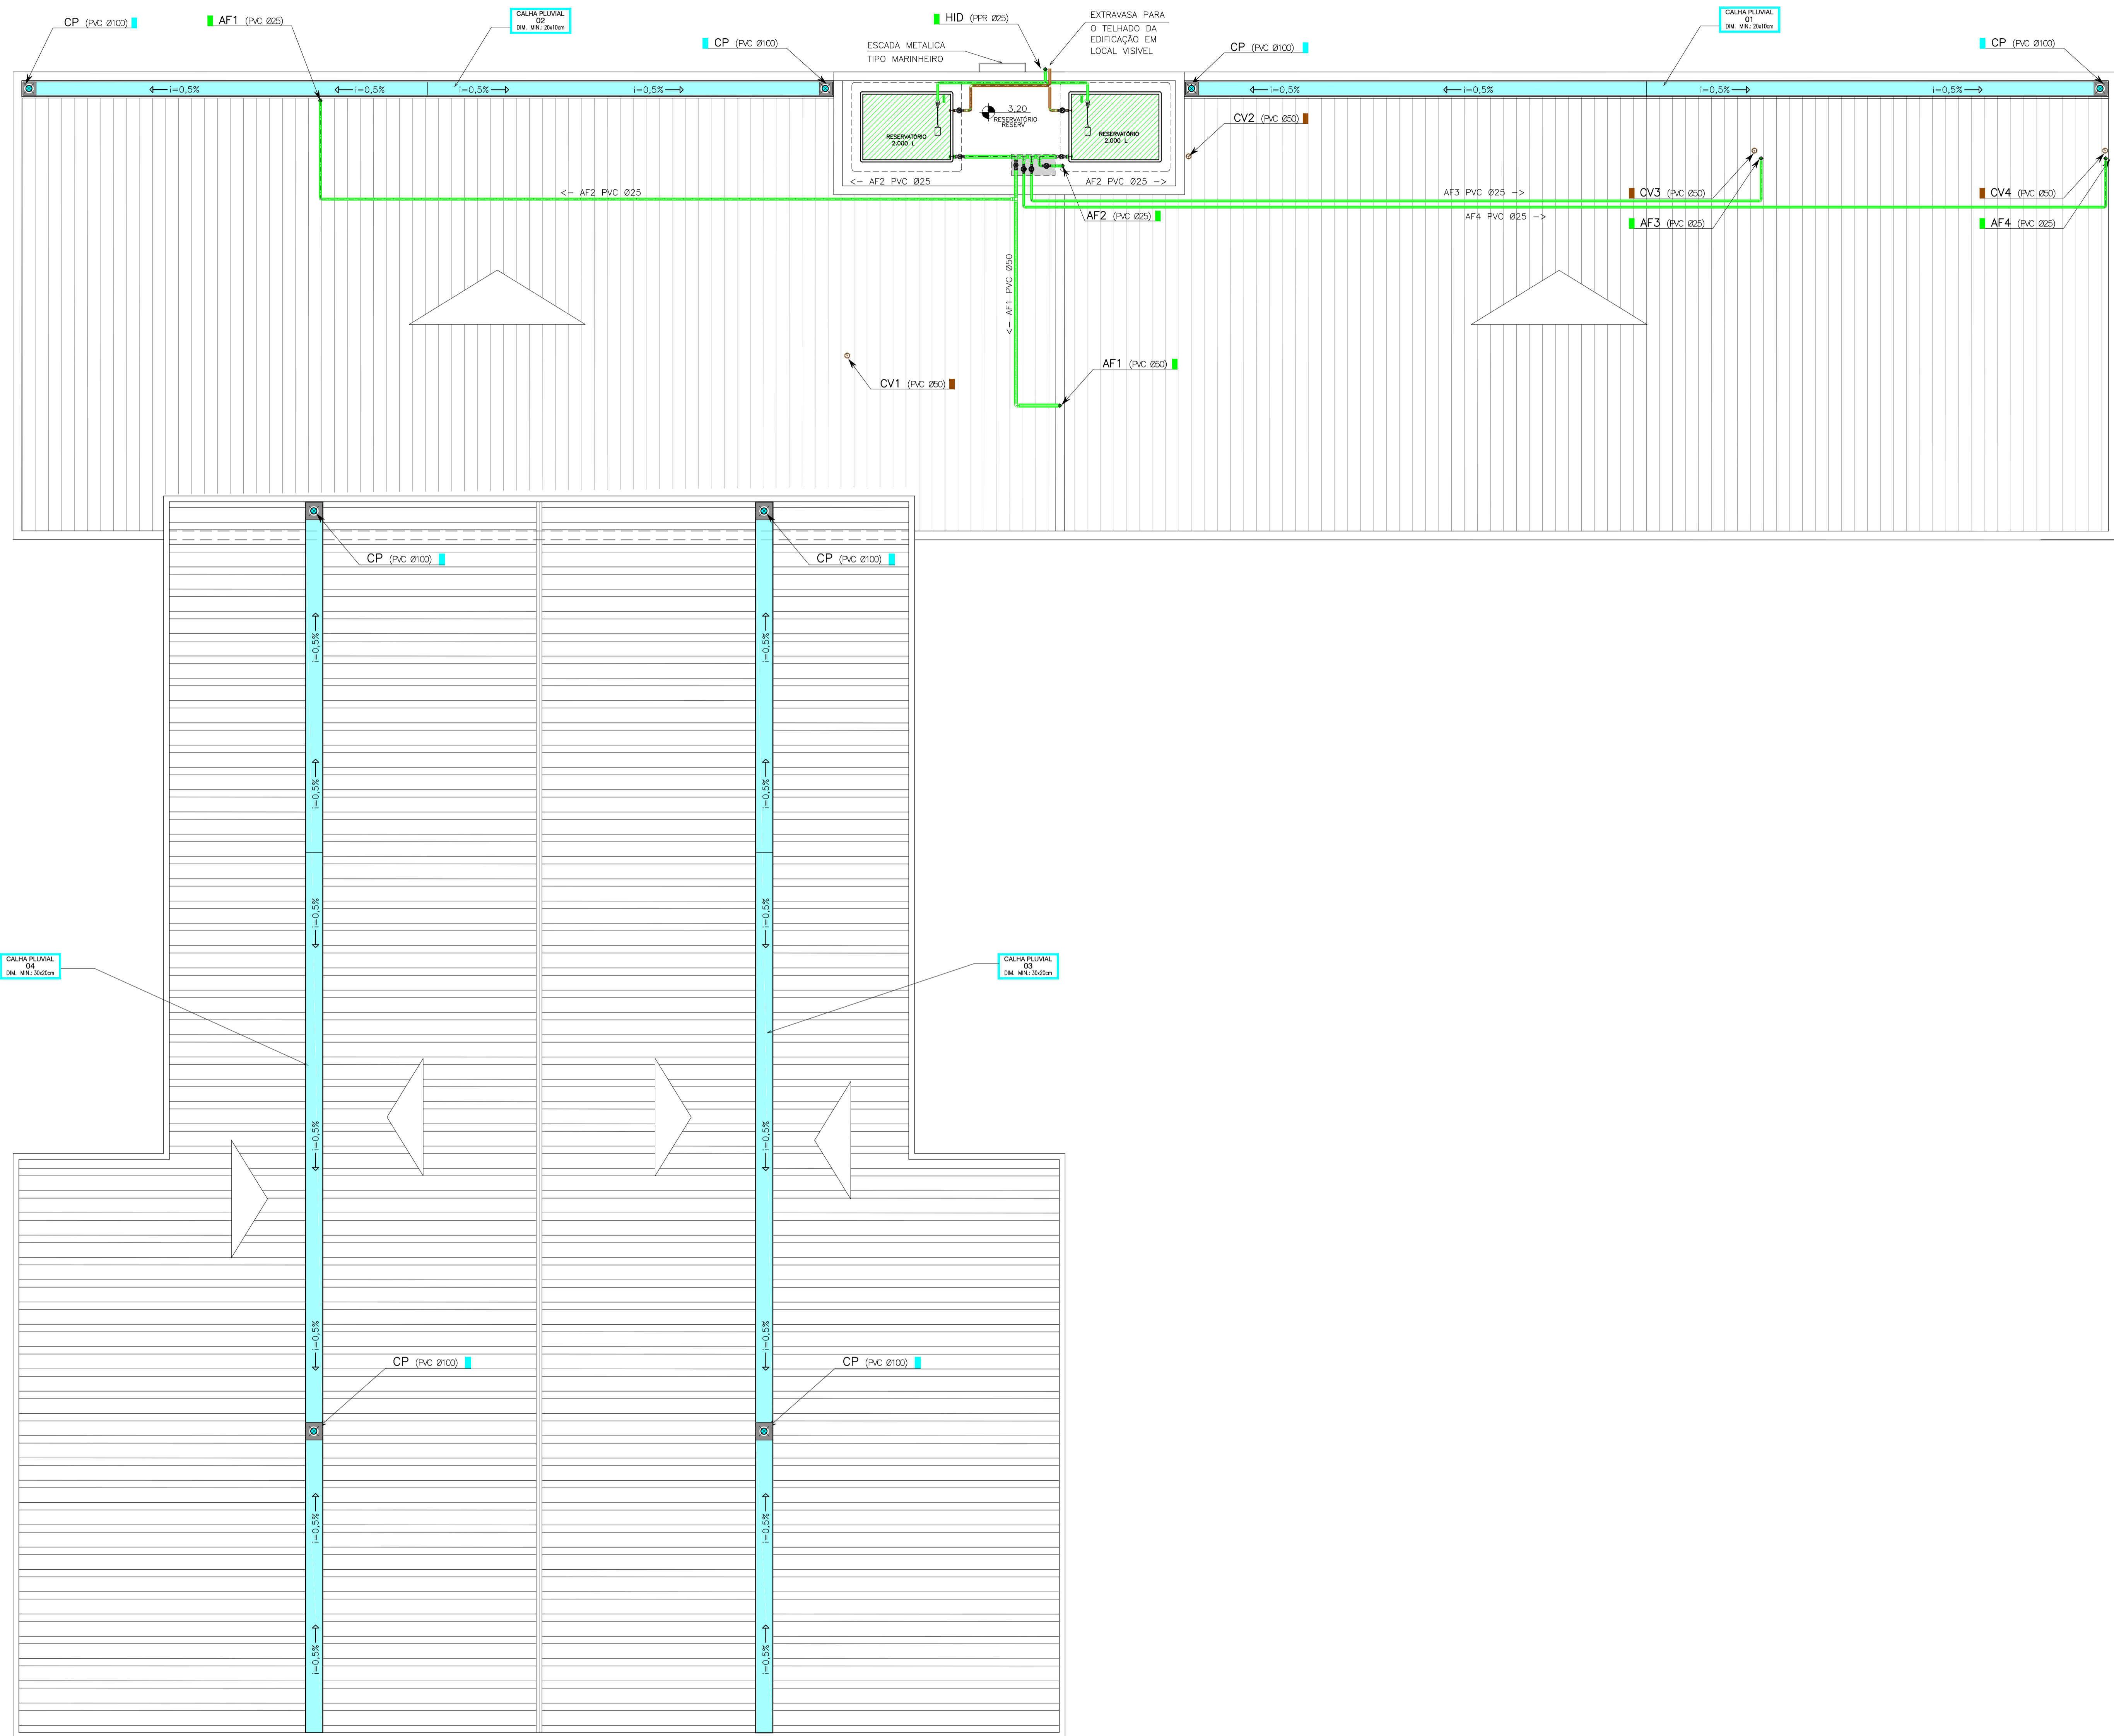 CP (PVC Ø100)
AF1 (PVC Ø25)
CALHA PLUVIAL
02
DIM. MIN.: 20x10cm
CP (PVC Ø100)
ESCADA METALICA
TIPO MARINHEIRO
HID (PPR Ø25)
EXTRAVASA PARA
O TELHADO DA
EDIFICAÇÃO EM
LOCAL VISÍVEL
CP (PVC Ø100)
CALHA PLUVIAL
01
DIM. MIN.: 20x10cm
CP (PVC Ø100)
i=0,5%
i=0,5%
i=0,5%
i=0,5%
i=0,5%
i=0,5%
i=0,5%
i=0,5%
3,20
RESERVATÓRIO
RESERV
RESERVATÓRIO
2.000 L
RESERVATÓRIO
2.000 L
CV2 (PVC Ø50)
<- AF2 PVC Ø25
AF2 PVC Ø25 ->
<- AF2 PVC Ø25
AF3 PVC Ø25 ->
CV3 (PVC Ø50)
CV4 (PVC Ø50)
AF2 (PVC Ø25)
AF4 PVC Ø25 ->
AF3 (PVC Ø25)
AF4 (PVC Ø25)
<- AF1 PVC Ø50
AF1 (PVC Ø50)
CV1 (PVC Ø50)
CP (PVC Ø100)
CP (PVC Ø100)
i=0,5%
i=0,5%
i=0,5%
i=0,5%
i=0,5%
i=0,5%
CALHA PLUVIAL
04
DIM. MIN.: 30x20cm
CALHA PLUVIAL
03
DIM. MIN.: 30x20cm
i=0,5%
i=0,5%
i=0,5%
i=0,5%
CP (PVC Ø100)
CP (PVC Ø100)
i=0,5%
i=0,5%
i=0,5%
i=0,5%